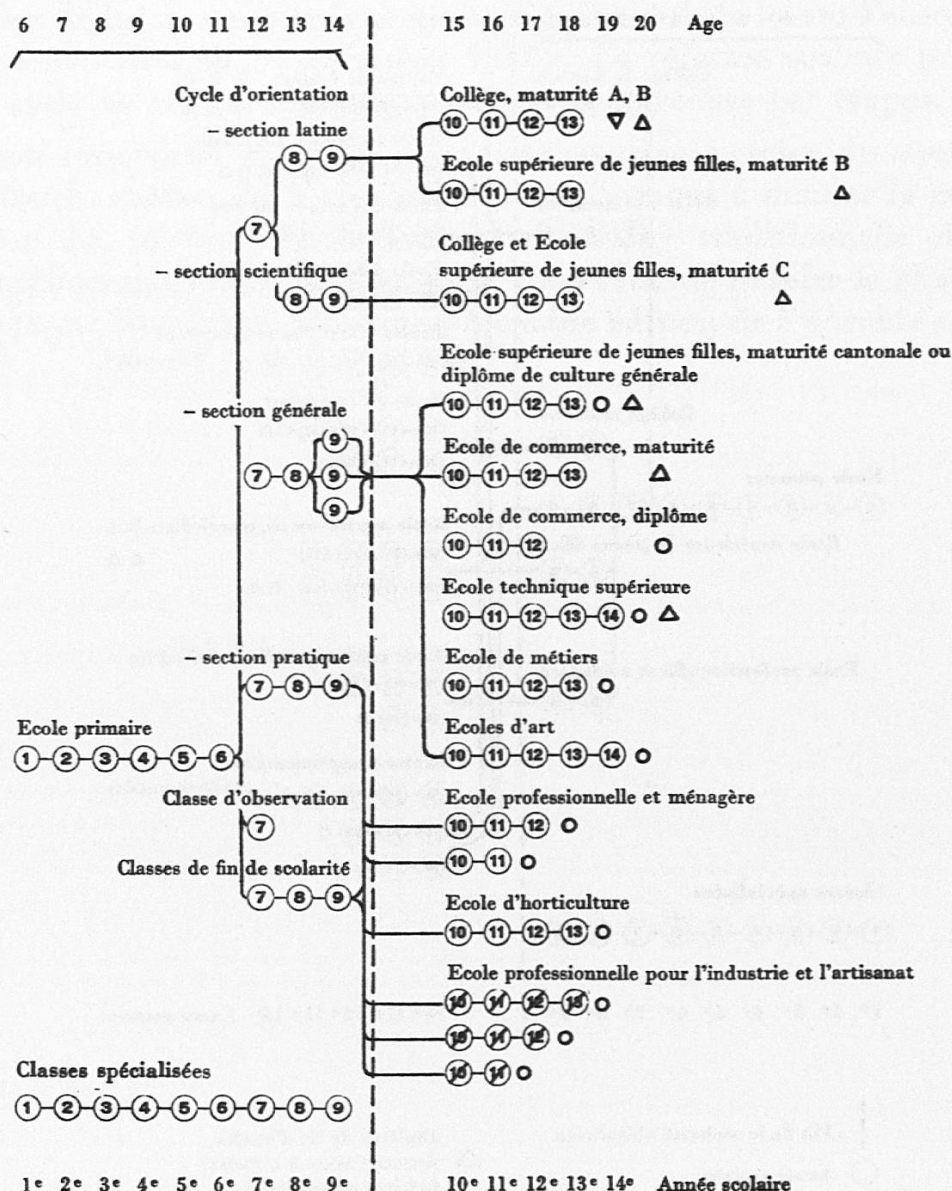 6 7 8 9 10 11 12 13 14 15 16 17 18 19 20 Age
Cycle d'orientation
Collège, maturité A, B
– section latine
10 11 12 13
8 9
Ecole supérieure de jeunes filles, maturité B
10 11 12 13
7
Collège et Ecole
– section scientifique
supérieure de jeunes filles, maturité C
8 9
10 11 12 13
Ecole supérieure de jeunes filles, maturité cantonale ou
diplôme de culture générale
– section générale
10 11 12 13
9
Ecole de commerce, maturité
7 8 9
10 11 12 13
9
Ecole de commerce, diplôme
10 11 12
Ecole technique supérieure
10 11 12 13 14
– section pratique
Ecole de métiers
7 8 9
10 11 12 13
Ecole primaire
Ecoles d'art
1 2 3 4 5 6
10 11 12 13 14
Classe d'observation
Ecole professionnelle et ménagère
7
10 11 12
Classes de fin de scolarité
10 11
7 8 9
Ecole d'horticulture
10 11 12 13
Ecole professionnelle pour l'industrie et l'artisanat
10 11 12 13
10 11 12
Classes spécialisées
10 11
1 2 3 4 5 6 7 8 9
1e 2e 3e 4e 5e 6e 7e 8e 9e 10e 11e 12e 13e 14e Année scolaire